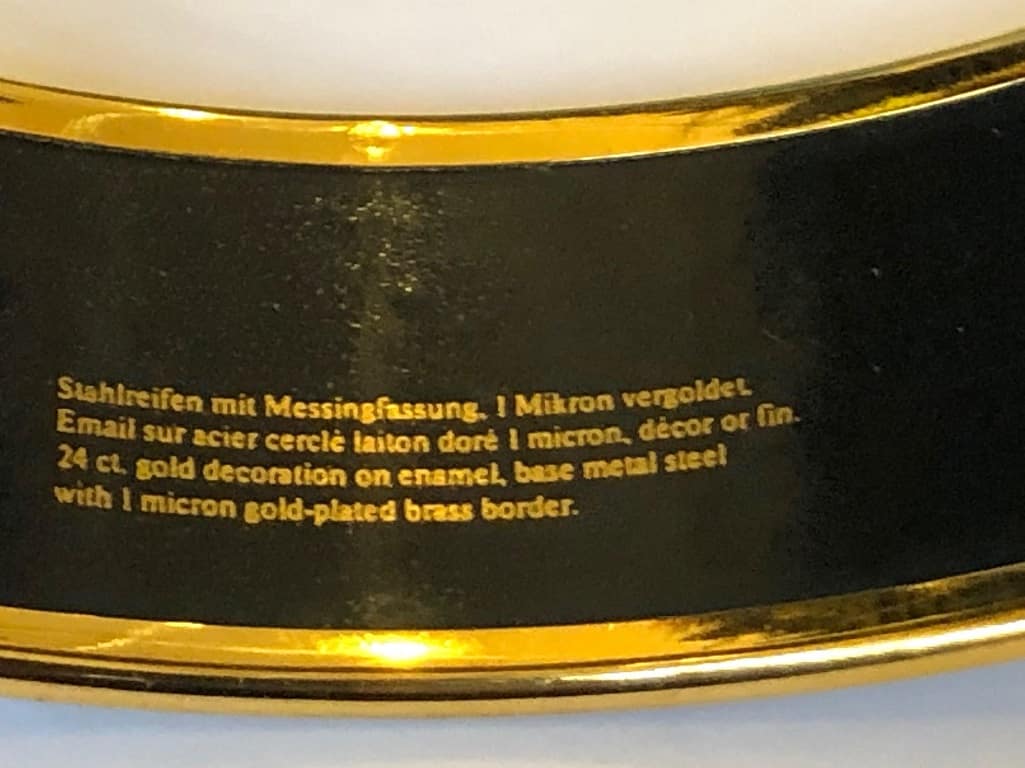 Stahlreifen mit Messingfassung. 1 Mikron vergoldet.
Email sur acier cerclé laiton doré 1 micron, décor or fin.
24 ct. gold decoration on enamel, base metal steel
with 1 micron gold-plated brass border.